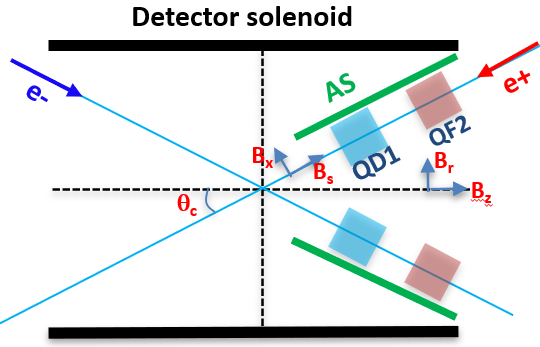 Detector solenoid
e-
AS
e+
QF2
QD1
Bx
Bs
Br
Bz
θc